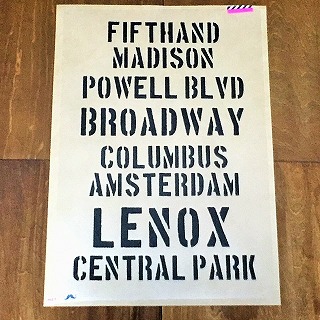 FIFTHAND
MADISON
POWELL BLVD
BROADWAY
COLUMBUS
AMSTERDAM
LENOX
CENTRAL PARK